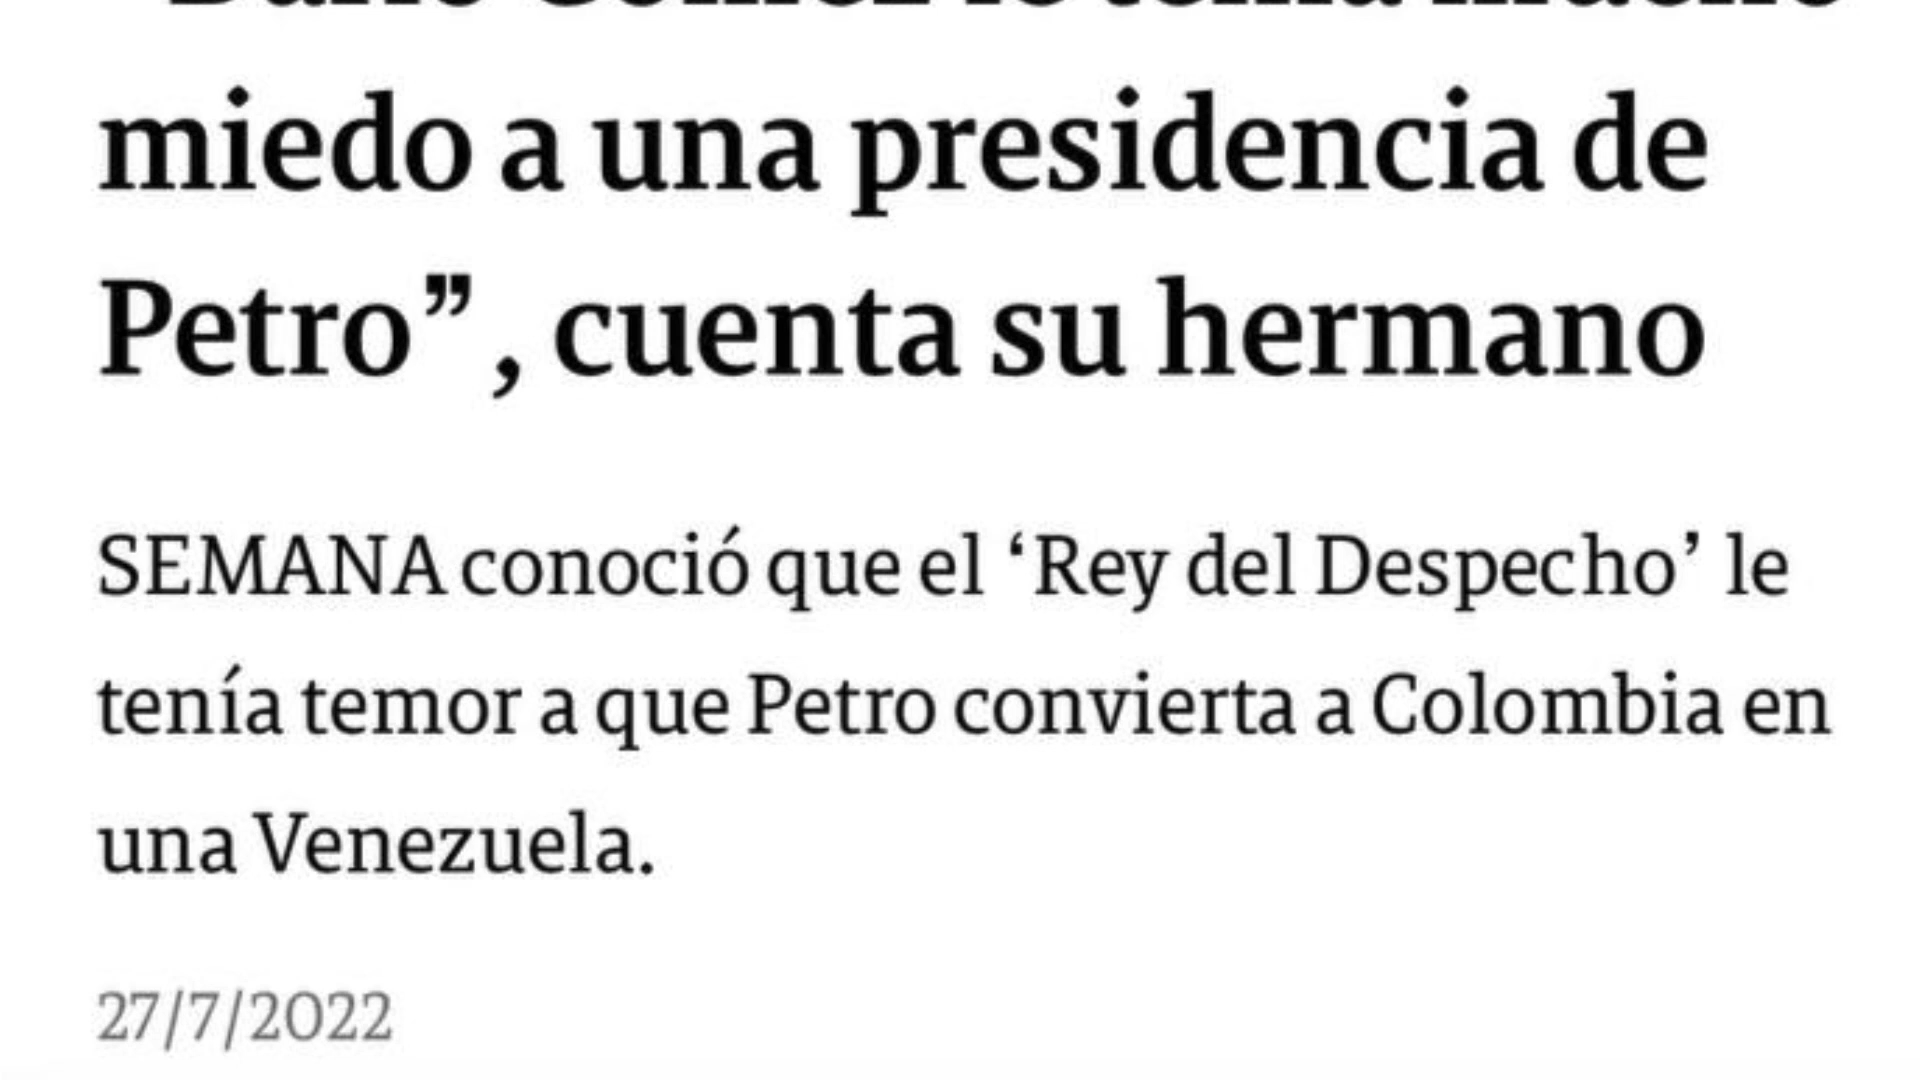 miedo a una presidencia de
Petro”, cuenta su hermano
SEMANA conoció que el ‘Rey del Despecho’ le
tenía temor a que Petro convierta a Colombia en
una Venezuela.
27/7/2022